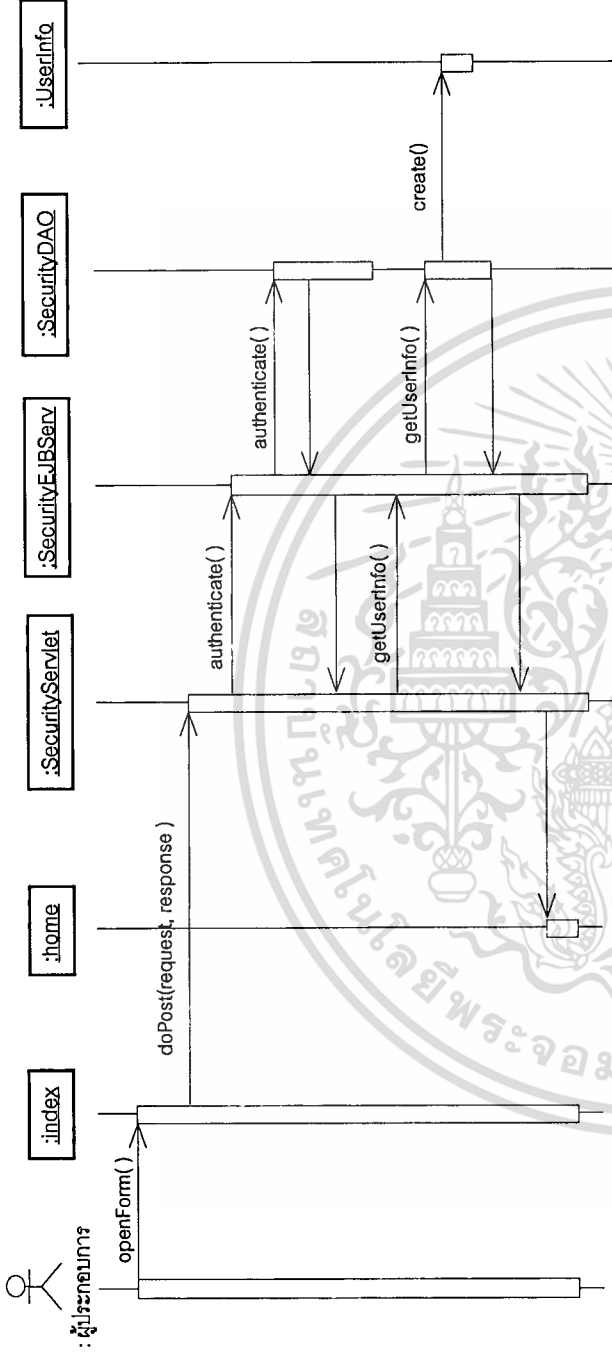 : ผู้ประกอบการ
:index
:home
:SecurityServlet
:SecurityEJBServ
:SecurityDAO
:UserInfo
openForm( )
doPost(request, response )
authenticate( )
authenticate( )
getUserInfo( )
getUserInfo( )
create()